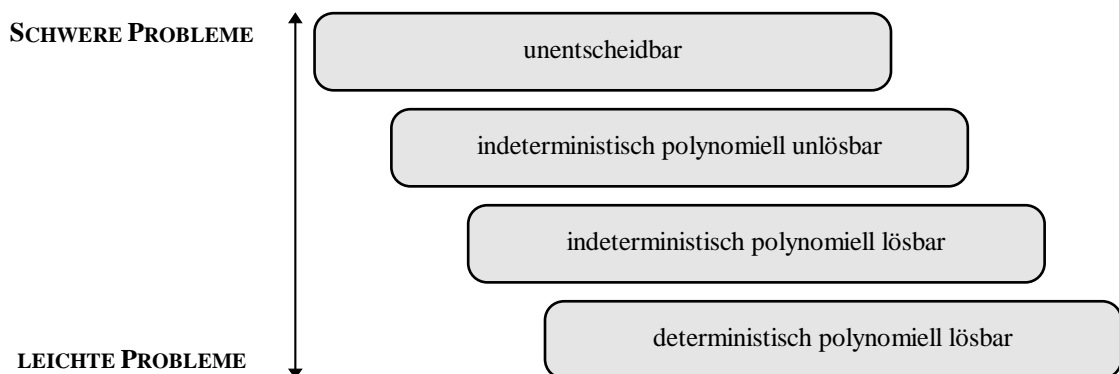 SCHWERE PROBLEME
unentscheidbar
indeterministisch polynomiell unlösbar
indeterministisch polynomiell lösbar
deterministisch polynomiell lösbar
LEICHTE PROBLEME